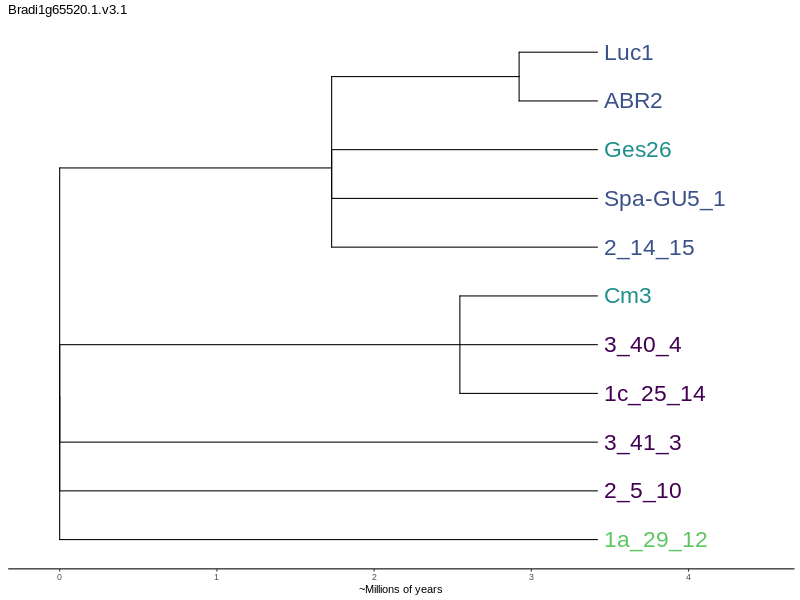 Bradi1g65520.1.v3.1
Luc1
ABR2
Ges26
Spa-GU5_1
2_14_15
Cm3
3_40_4
1c_25_14
3_41_3
2_5_10
1a_29_12
0 1 2 3 4
~Millions of years